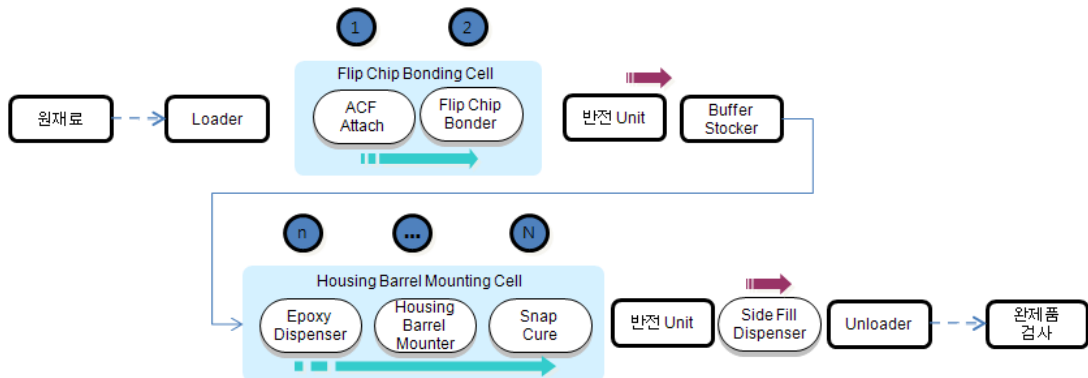 1
2
Flip Chip Bonding Cell
원재료
Loader
ACF
Attach
Flip Chip
Bonder
반전 Unit
Buffer
Stocker
n
...
N
Housing Barrel Mounting Cell
Epoxy
Dispenser
Housing
Barrel
Mounter
Snap
Cure
반전 Unit
Side Fill
Dispenser
Unloader
완제품
검사